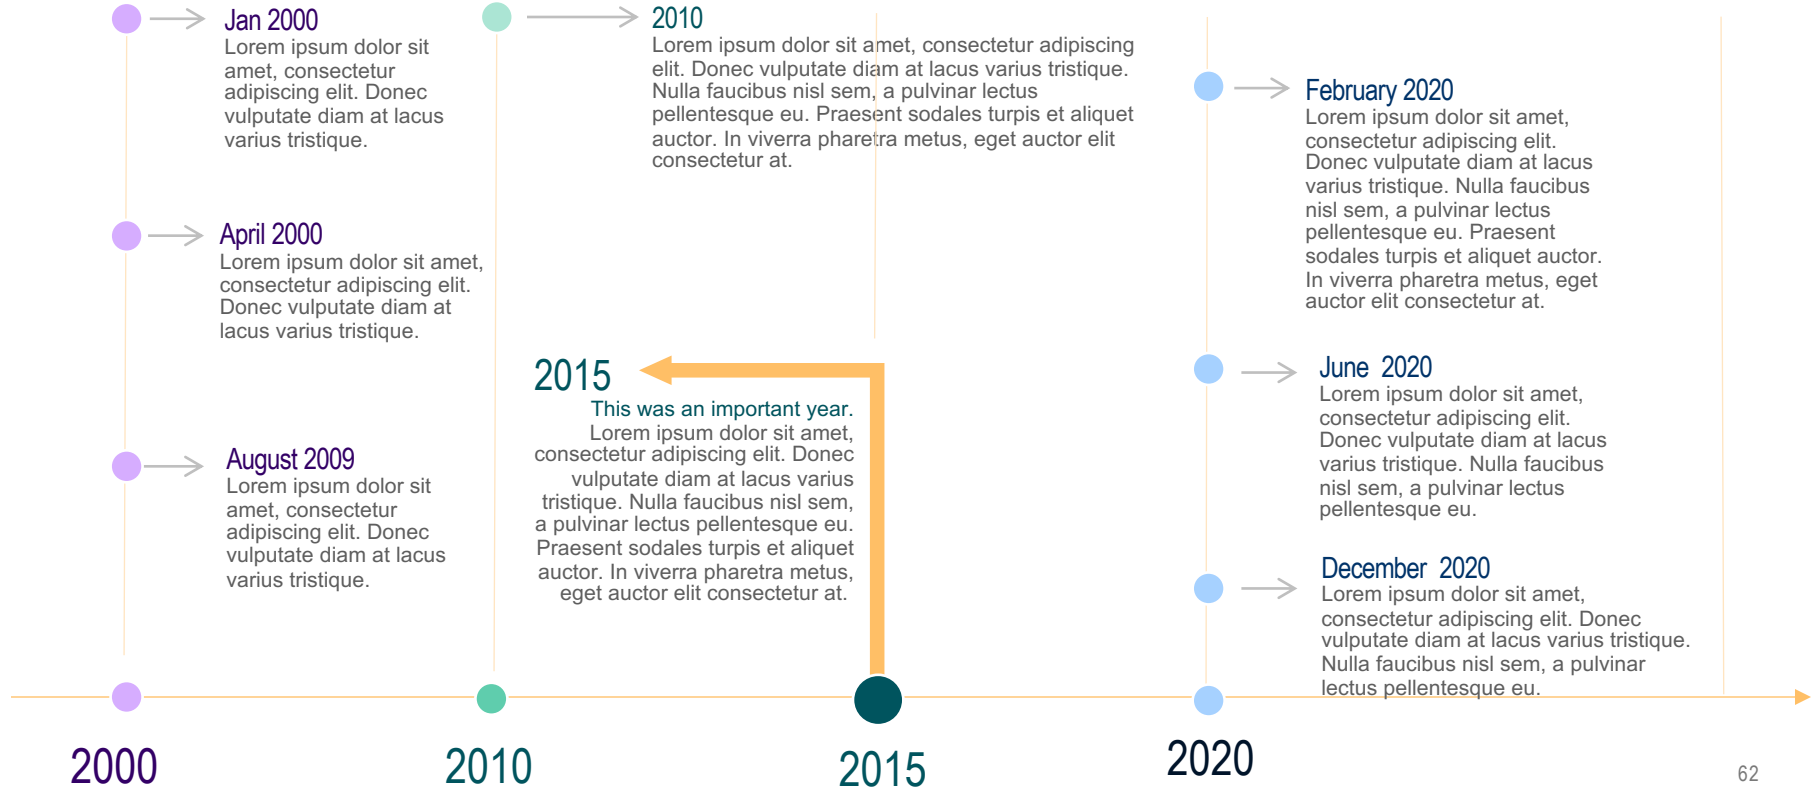 Jan 2000
Lorem ipsum dolor sit
amet, consectetur
adipiscing elit. Donec
vulputate diam at lacus
varius tristique.
April 2000
Lorem ipsum dolor sit amet,
consectetur adipiscing elit.
Donec vulputate diam at
lacus varius tristique.
August 2009
Lorem ipsum dolor sit
amet, consectetur
adipiscing elit. Donec
vulputate diam at lacus
varius tristique.
2010
Lorem ipsum dolor sit amet, consectetur adipiscing
elit. Donec vulputate diam at lacus varius tristique.
Nulla faucibus nisl sem, a pulvinar lectus
pellentesque eu. Praesent sodales turpis et aliquet
auctor. In viverra pharetra metus, eget auctor elit
consectetur at.
2015
This was an important year.
Lorem ipsum dolor sit amet,
consectetur adipiscing elit. Donec
vulputate diam at lacus varius
tristique. Nulla faucibus nisl sem,
a pulvinar lectus pellentesque eu.
Praesent sodales turpis et aliquet
auctor. In viverra pharetra metus,
eget auctor elit consectetur at.
February 2020
Lorem ipsum dolor sit amet,
consectetur adipiscing elit.
Donec vulputate diam at lacus
varius tristique. Nulla faucibus
nisl sem, a pulvinar lectus
pellentesque eu. Praesent
sodales turpis et aliquet auctor.
In viverra pharetra metus, eget
auctor elit consectetur at.
June 2020
Lorem ipsum dolor sit amet,
consectetur adipiscing elit.
Donec vulputate diam at lacus
varius tristique. Nulla faucibus
nisl sem, a pulvinar lectus
pellentesque eu.
December 2020
Lorem ipsum dolor sit amet,
consectetur adipiscing elit. Donec
vulputate diam at lacus varius tristique.
Nulla faucibus nisl sem, a pulvinar
lectus pellentesque eu.
2000
2010
2015
2020
62